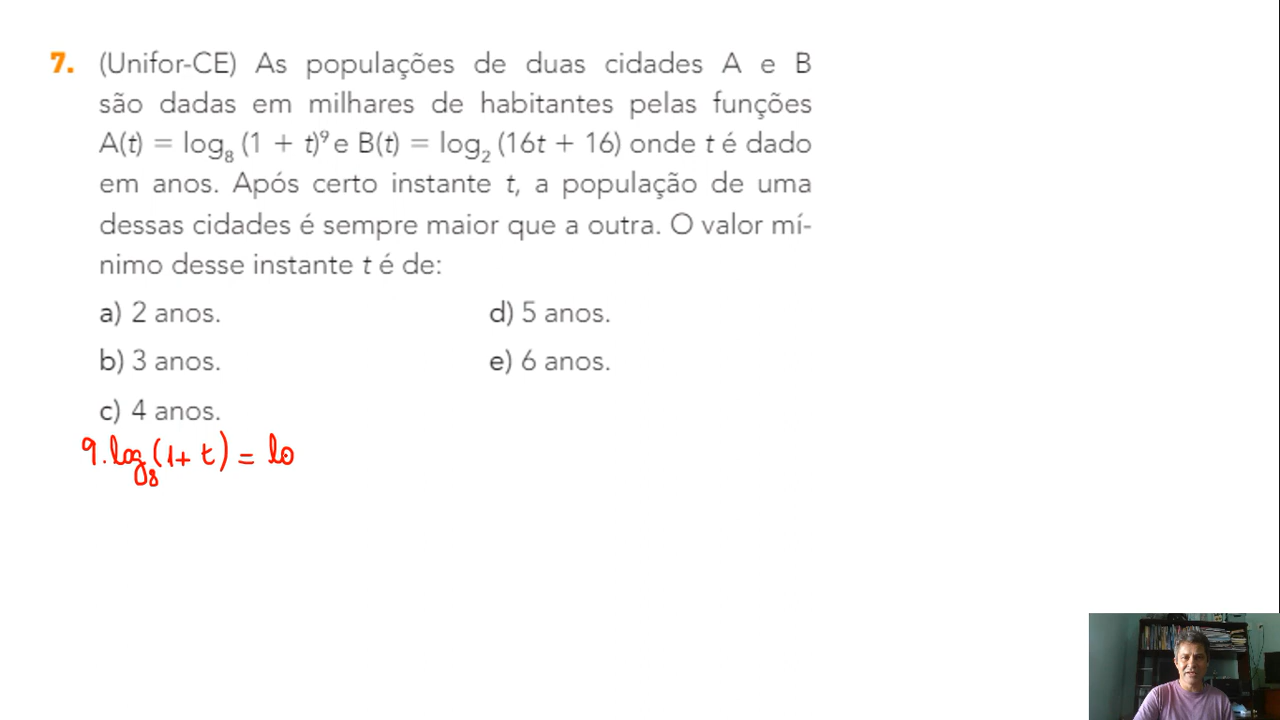 7. (Unifor-CE) As populações de duas cidades A e B
são dadas em milhares de habitantes pelas funções
A(t) = log₈ (1 + t)⁹ e B(t) = log₂ (16t + 16) onde t é dado
em anos. Após certo instante t, a população de uma
dessas cidades é sempre maior que a outra. O valor mí-
nimo desse instante t é de:
a) 2 anos.
b) 3 anos.
c) 4 anos.
d) 5 anos.
e) 6 anos.
9.log₈(1+t) = lo